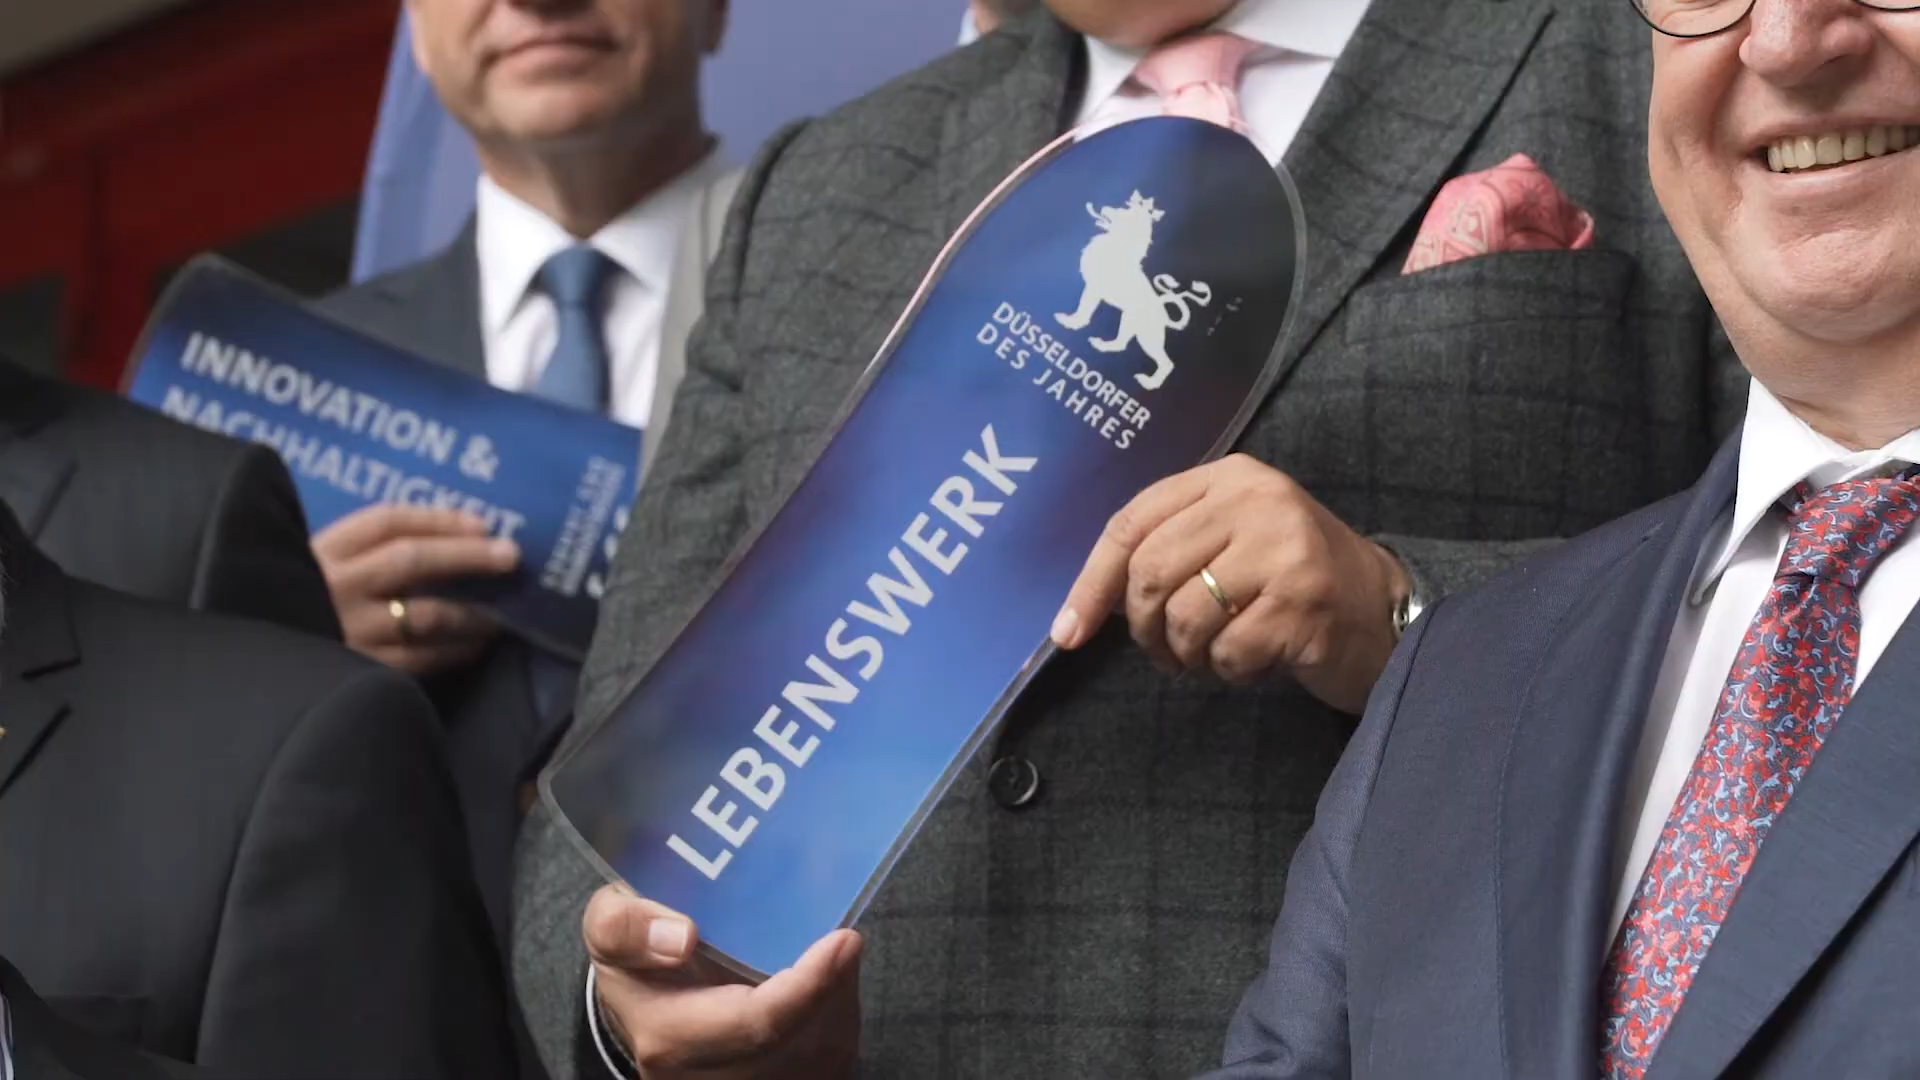 INNOVATION &
NACHHALTIGKEIT
DÜSSELDORFER
DES JAHRES
LEBENSWERK